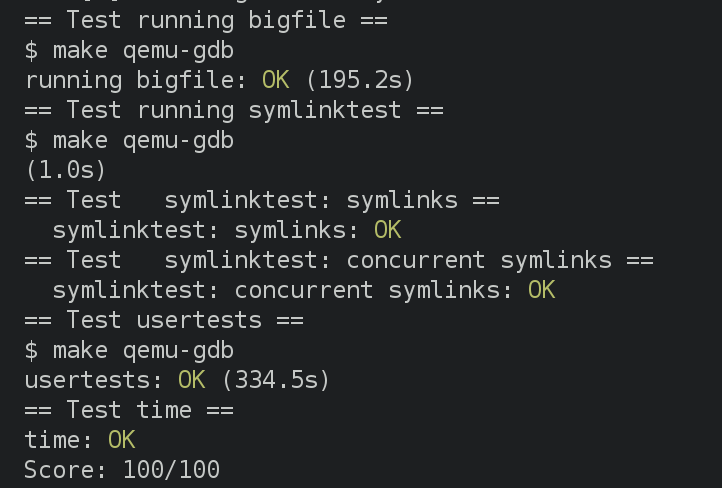 == Test running bigfile ==
$ make qemu-gdb
running bigfile: OK (195.2s)
== Test running symlinktest ==
$ make qemu-gdb
(1.0s)
== Test   symlinktest: symlinks ==
  symlinktest: symlinks: OK
== Test   symlinktest: concurrent symlinks ==
  symlinktest: concurrent symlinks: OK
== Test usertests ==
$ make qemu-gdb
usertests: OK (334.5s)
== Test time ==
time: OK
Score: 100/100